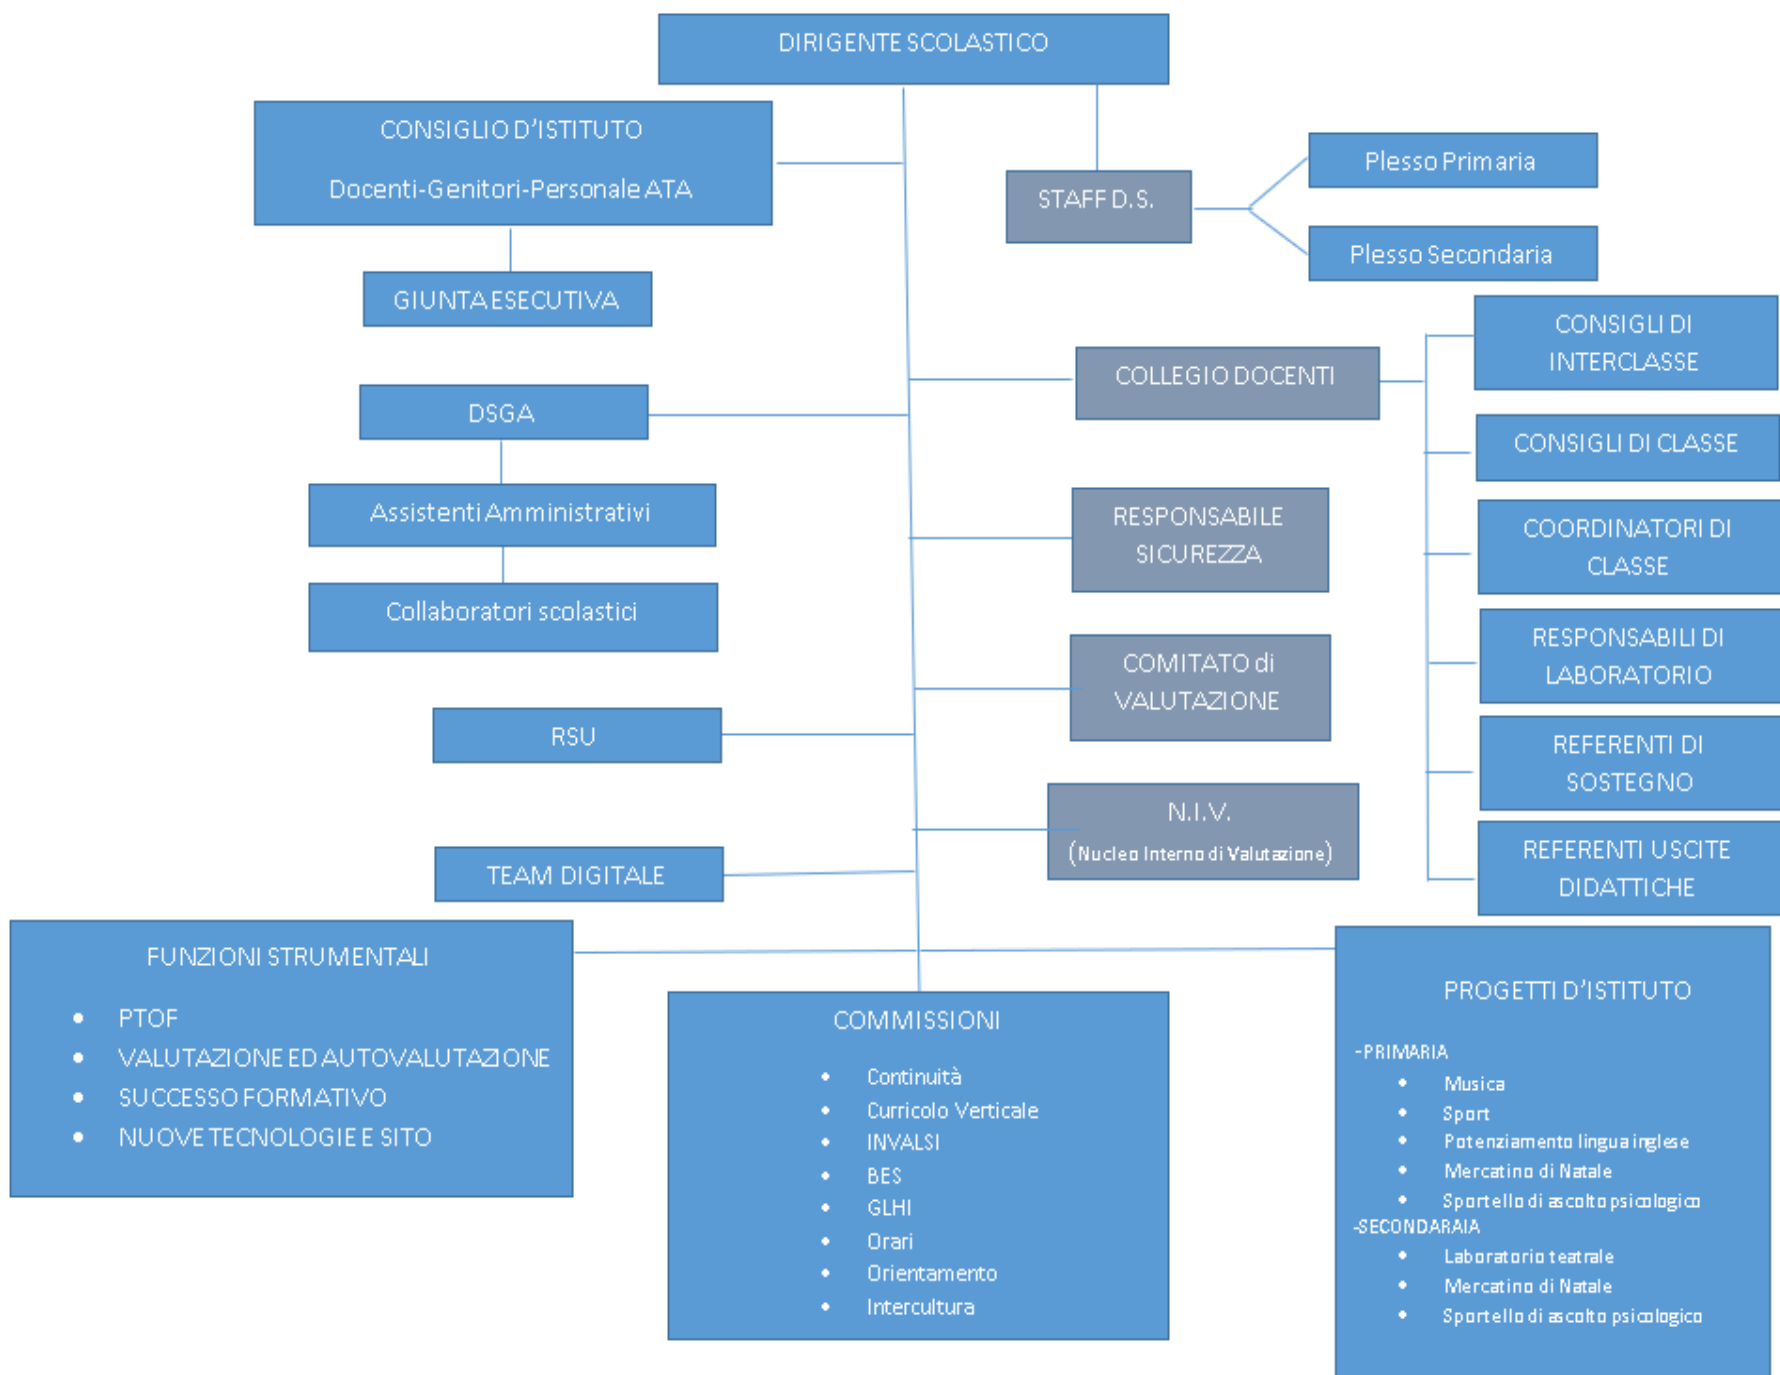 DIRIGENTE SCOLASTICO
CONSIGLIO D'ISTITUTO
Docenti-Genitori-Personale ATA
GIUNTA ESECUTIVA
STAFF D.S.
Plesso Primaria
Plesso Secondaria
COLLEGIO DOCENTI
CONSIGLI DI
INTERCLASSE
CONSIGLI DI CLASSE
COORDINATORI DI
CLASSE
RESPONSABILI DI
LABORATORIO
REFERENTI DI
SOSTEGNO
REFERENTI USCITE
DIDATTICHE
DSGA
Assistenti Amministrativi
Collaboratori scolastici
RESPONSABILE
SICUREZZA
COMITATO di
VALUTAZIONE
RSU
N.I.V.
(Nucleo Interno di Valutazione)
TEAM DIGITALE
FUNZIONI STRUMENTALI
• PTOF
• VALUTAZIONE ED AUTOVALUTAZIONE
• SUCCESSO FORMATIVO
• NUOVE TECNOLOGIE E SITO
COMMISSIONI
• Continuità
• Curricolo Verticale
• INVALSI
• BES
• GLHI
• Orari
• Orientamento
• Intercultura
PROGETTI D'ISTITUTO
-PRIMARIA
• Musica
• Sport
• Potenziamento lingua inglese
• Mercatino di Natale
• Sportello di ascolto psicologico
-SECONDARAIA
• Laboratorio teatrale
• Mercatino di Natale
• Sportello di ascolto psicologico